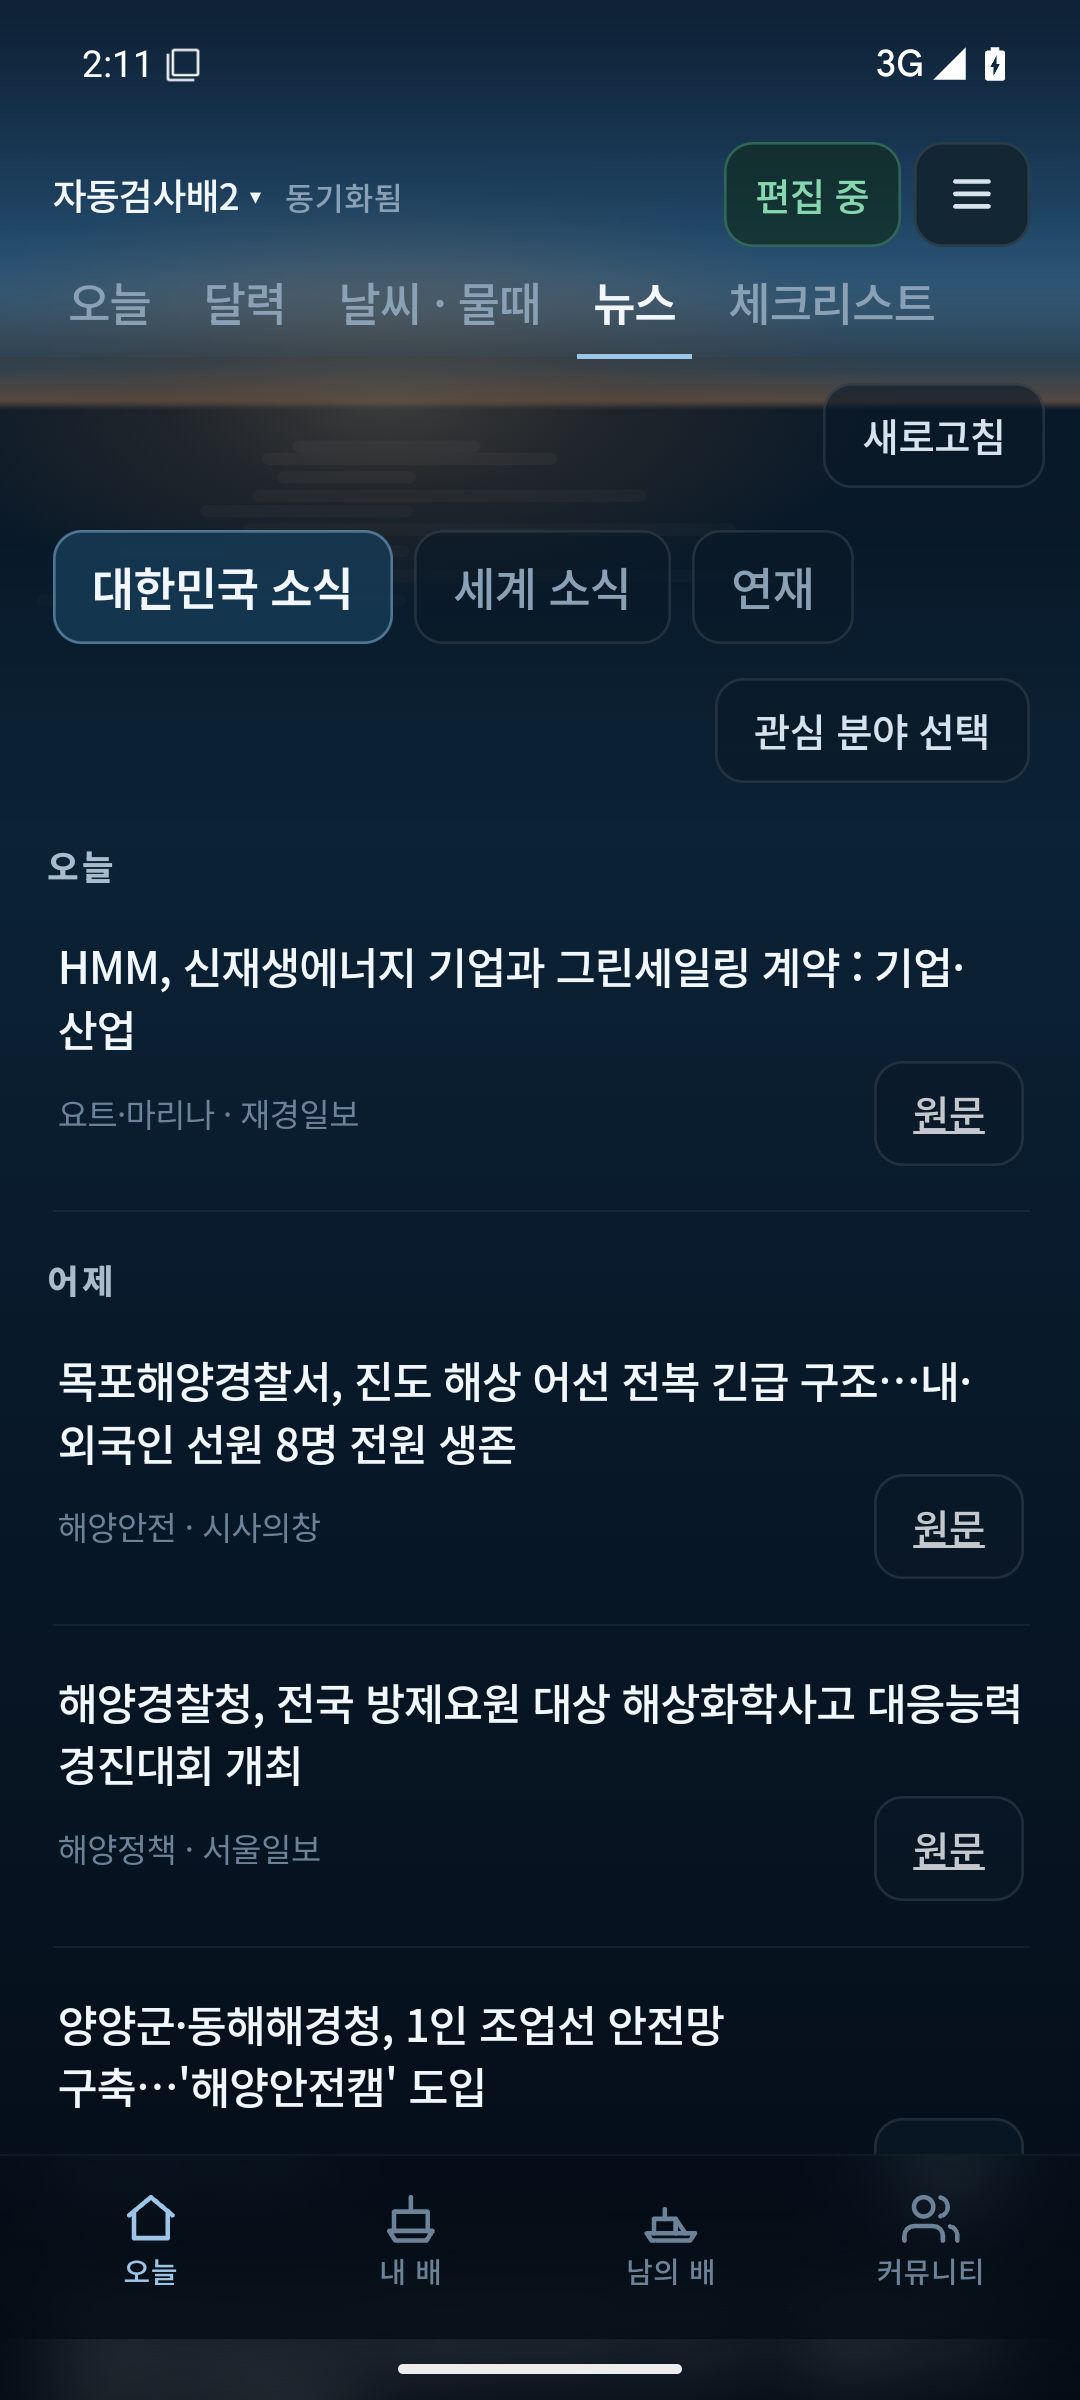 2:11
3G
자동검사배2 ▾ 동기화됨
편집 중
오늘 달력 날씨 · 물때 뉴스 체크리스트
새로고침
대한민국 소식 세계 소식 연재
관심 분야 선택
오늘
HMM, 신재생에너지 기업과 그린세일링 계약 : 기업·
산업
요트·마리나 · 재경일보
원문
어제
목포해양경찰서, 진도 해상 어선 전복 긴급 구조…내·
외국인 선원 8명 전원 생존
해양안전 · 시사의창
원문
해양경찰청, 전국 방제요원 대상 해상화학사고 대응능력
경진대회 개최
해양정책 · 서울일보
원문
양양군·동해해경청, 1인 조업선 안전망
구축…'해양안전캠' 도입
오늘 내 배 남의 배 커뮤니티